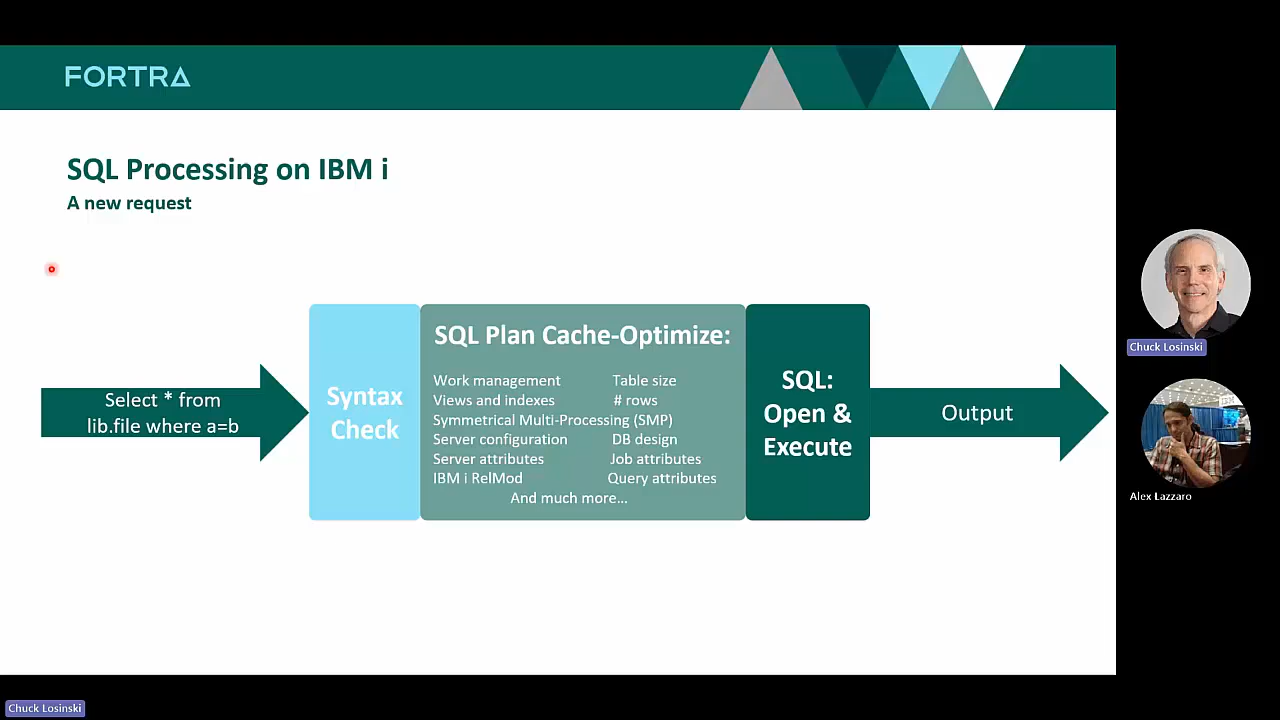 FORTRA
SQL Processing on IBM i
A new request
Select * from
lib.file where a=b
Syntax
Check
SQL Plan Cache-Optimize:
Work management Table size
Views and indexes # rows
Symmetrical Multi-Processing (SMP)
Server configuration DB design
Server attributes Job attributes
IBM i RelMod Query attributes
And much more...
SQL:
Open &
Execute
Output
Chuck Losinski
Alex Lazzaro
Chuck Losinski